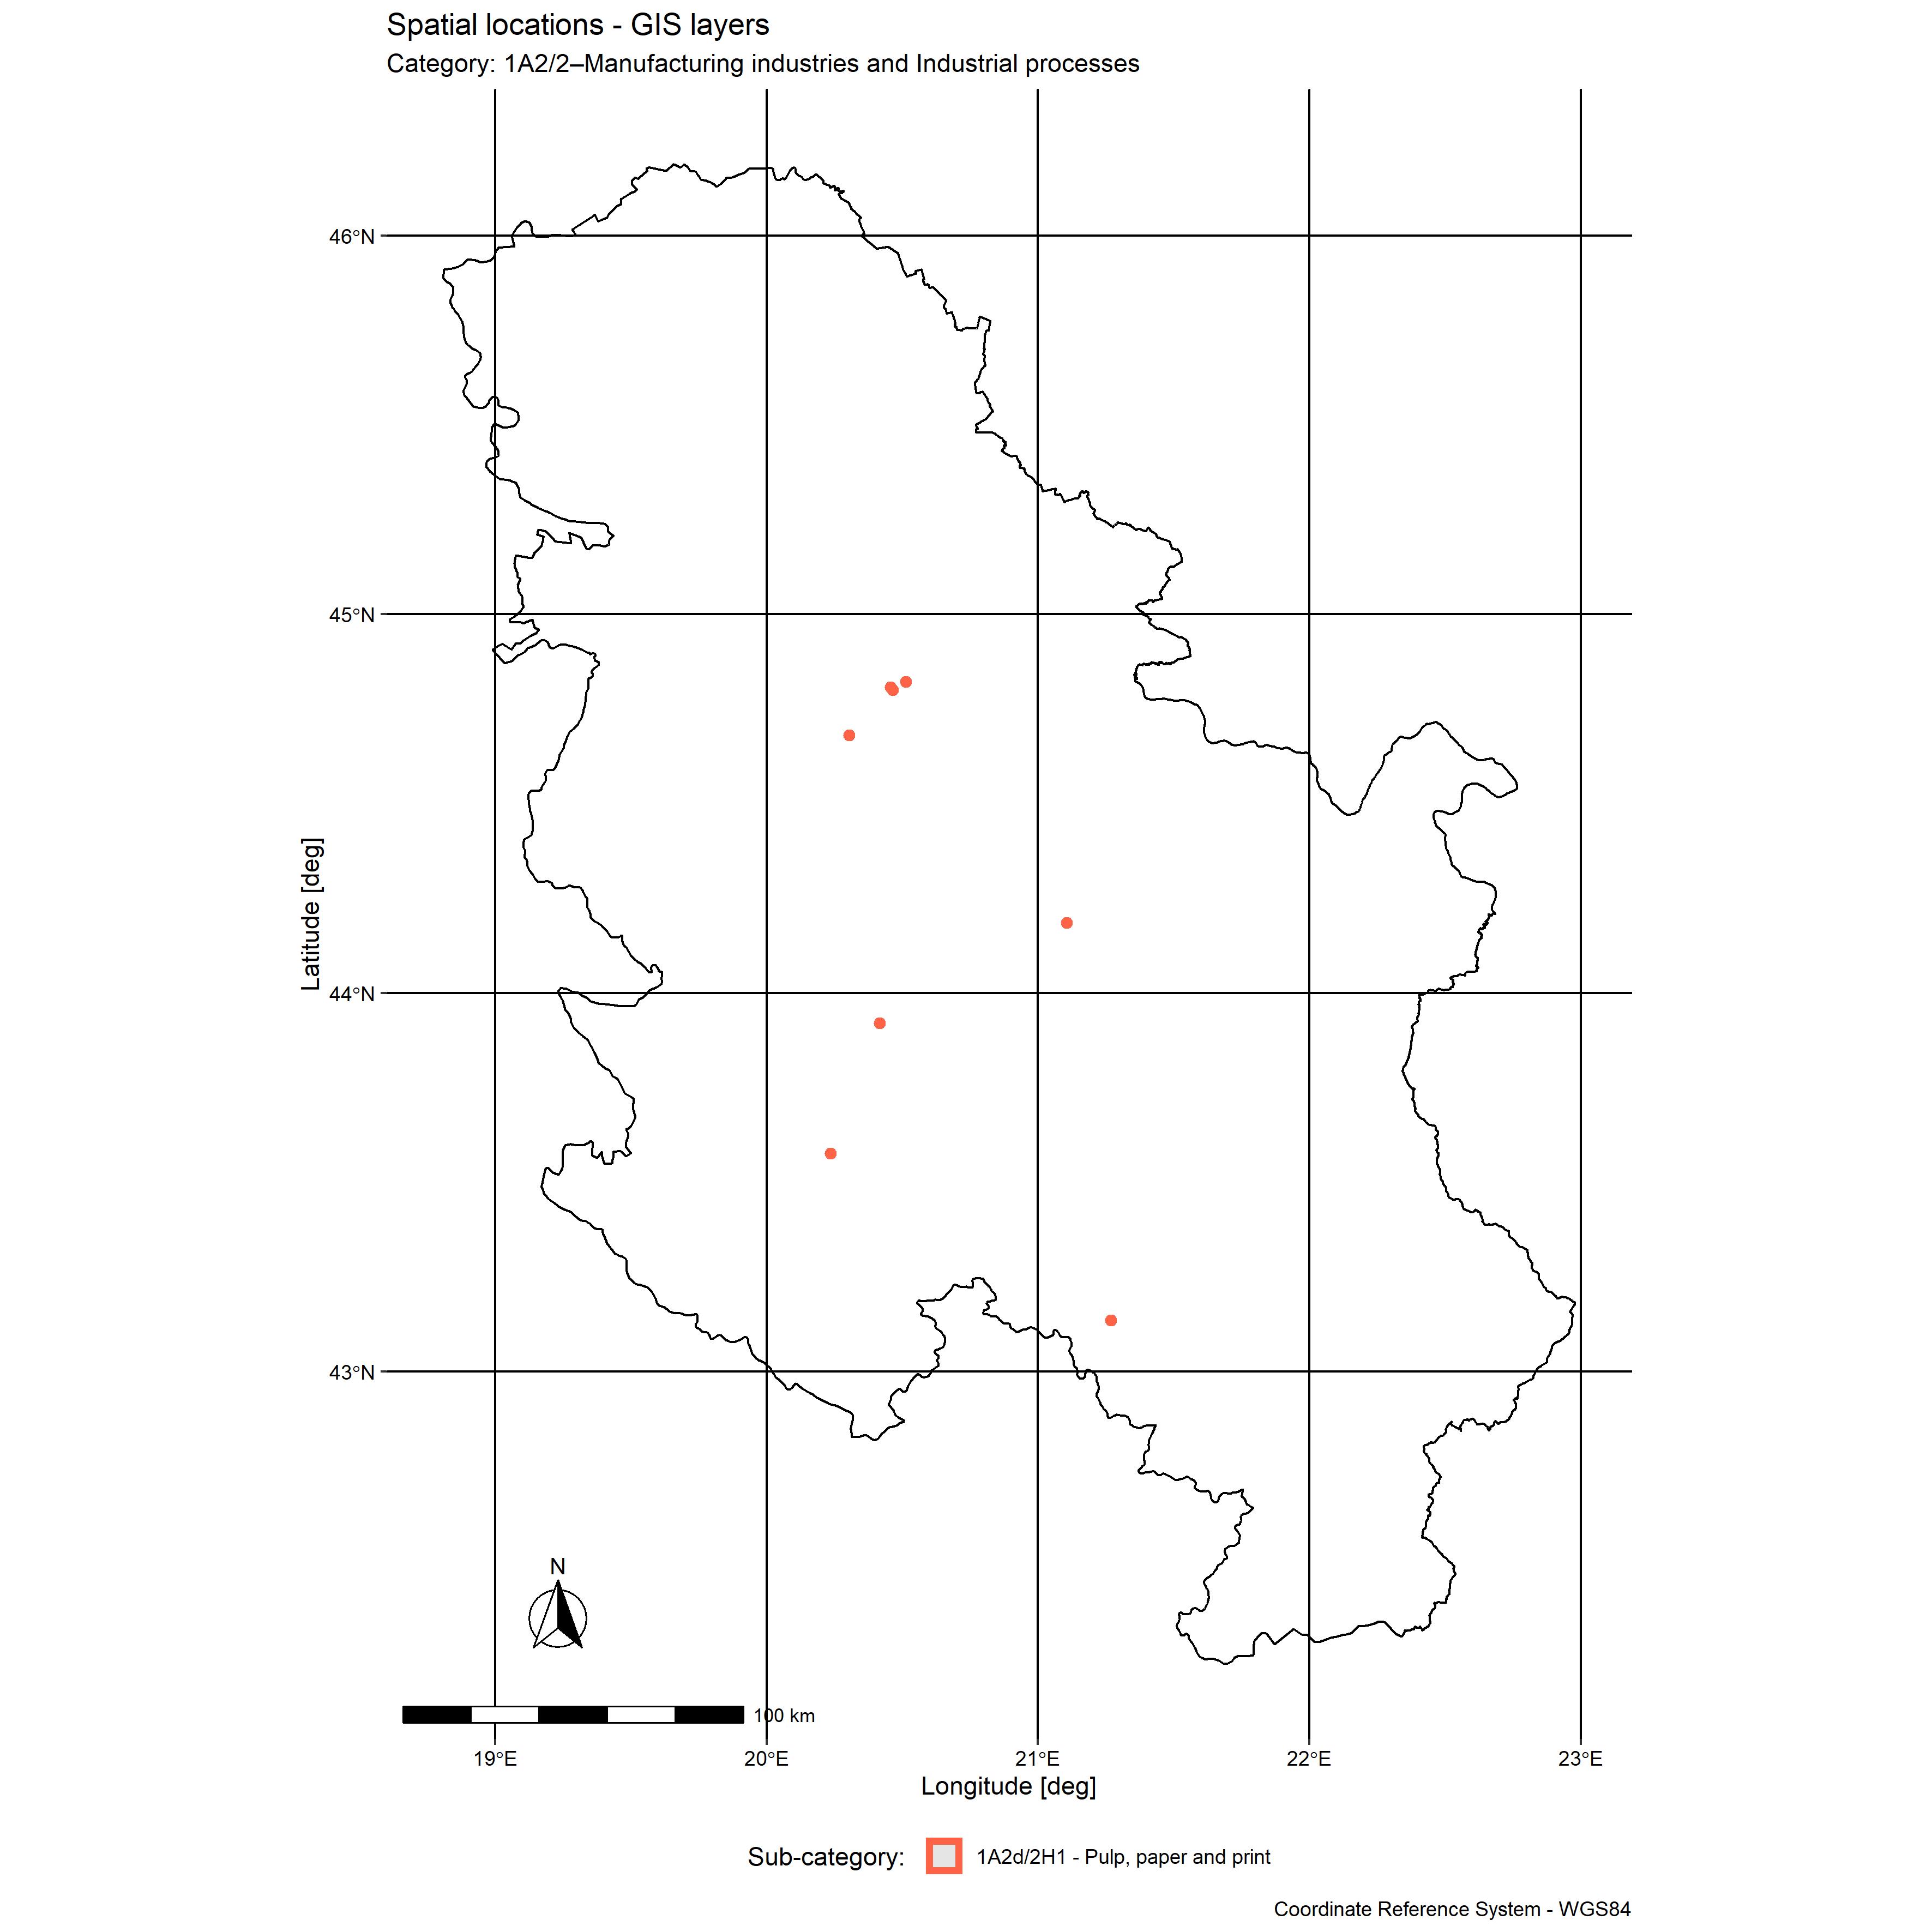 Spatial locations - GIS layers
Category: 1A2/2–Manufacturing industries and Industrial processes
46°N
45°N
44°N
43°N
Latitude [deg]
N
100 km
19°E 20°E 21°E 22°E 23°E
Longitude [deg]
Sub-category: 1A2d/2H1 - Pulp, paper and print
Coordinate Reference System - WGS84